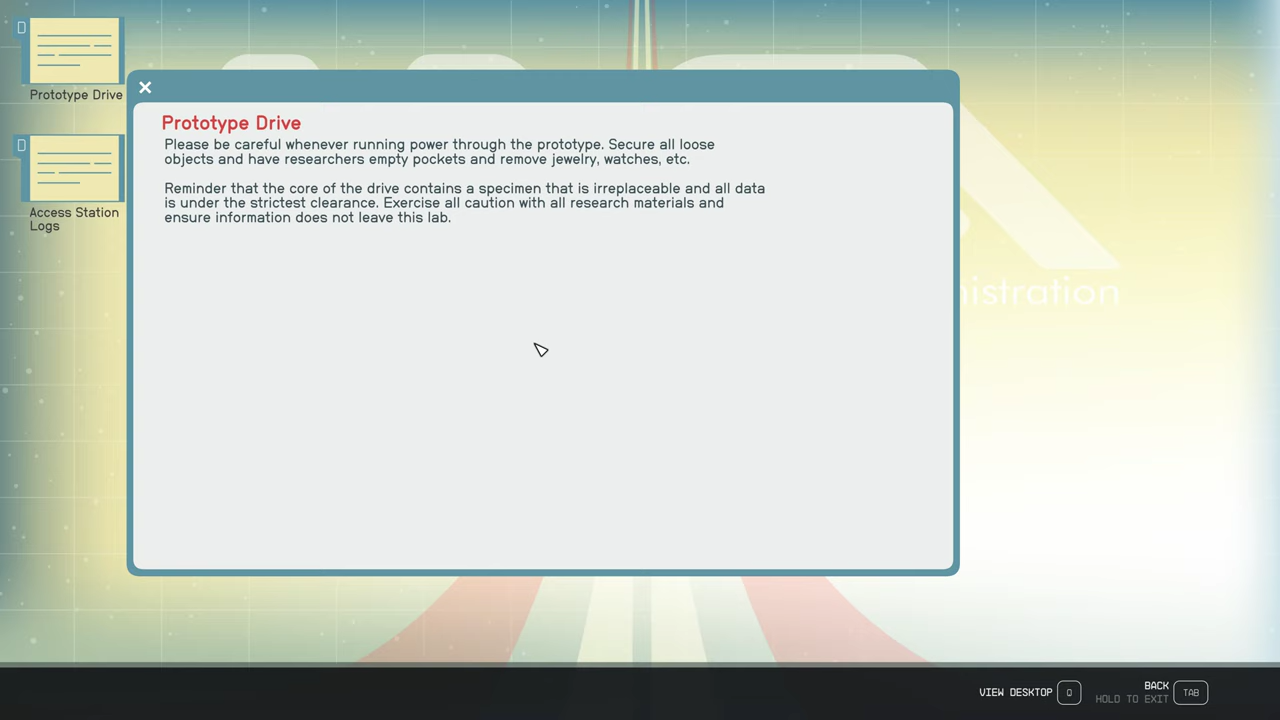 D
Prototype Drive
D
Access Station
Logs
Prototype Drive
Please be careful whenever running power through the prototype. Secure all loose
objects and have researchers empty pockets and remove jewelry, watches, etc.
Reminder that the core of the drive contains a specimen that is irreplaceable and all data
is under the strictest clearance. Exercise all caution with all research materials and
ensure information does not leave this lab.
VIEW DESKTOP Q
BACK
HOLD TO EXIT TAB